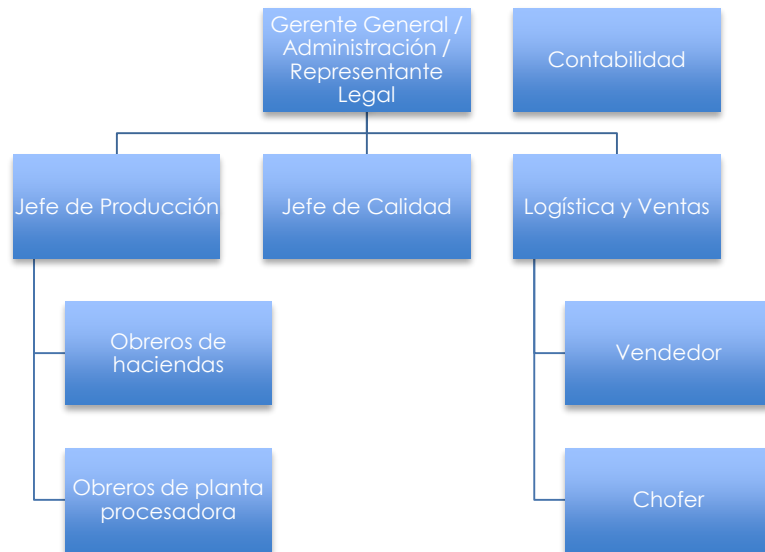 Gerente General /
Administración /
Representante
Legal
Contabilidad
Jefe de Producción
Jefe de Calidad
Logística y Ventas
Obreros de
haciendas
Vendedor
Obreros de planta
procesadora
Chofer